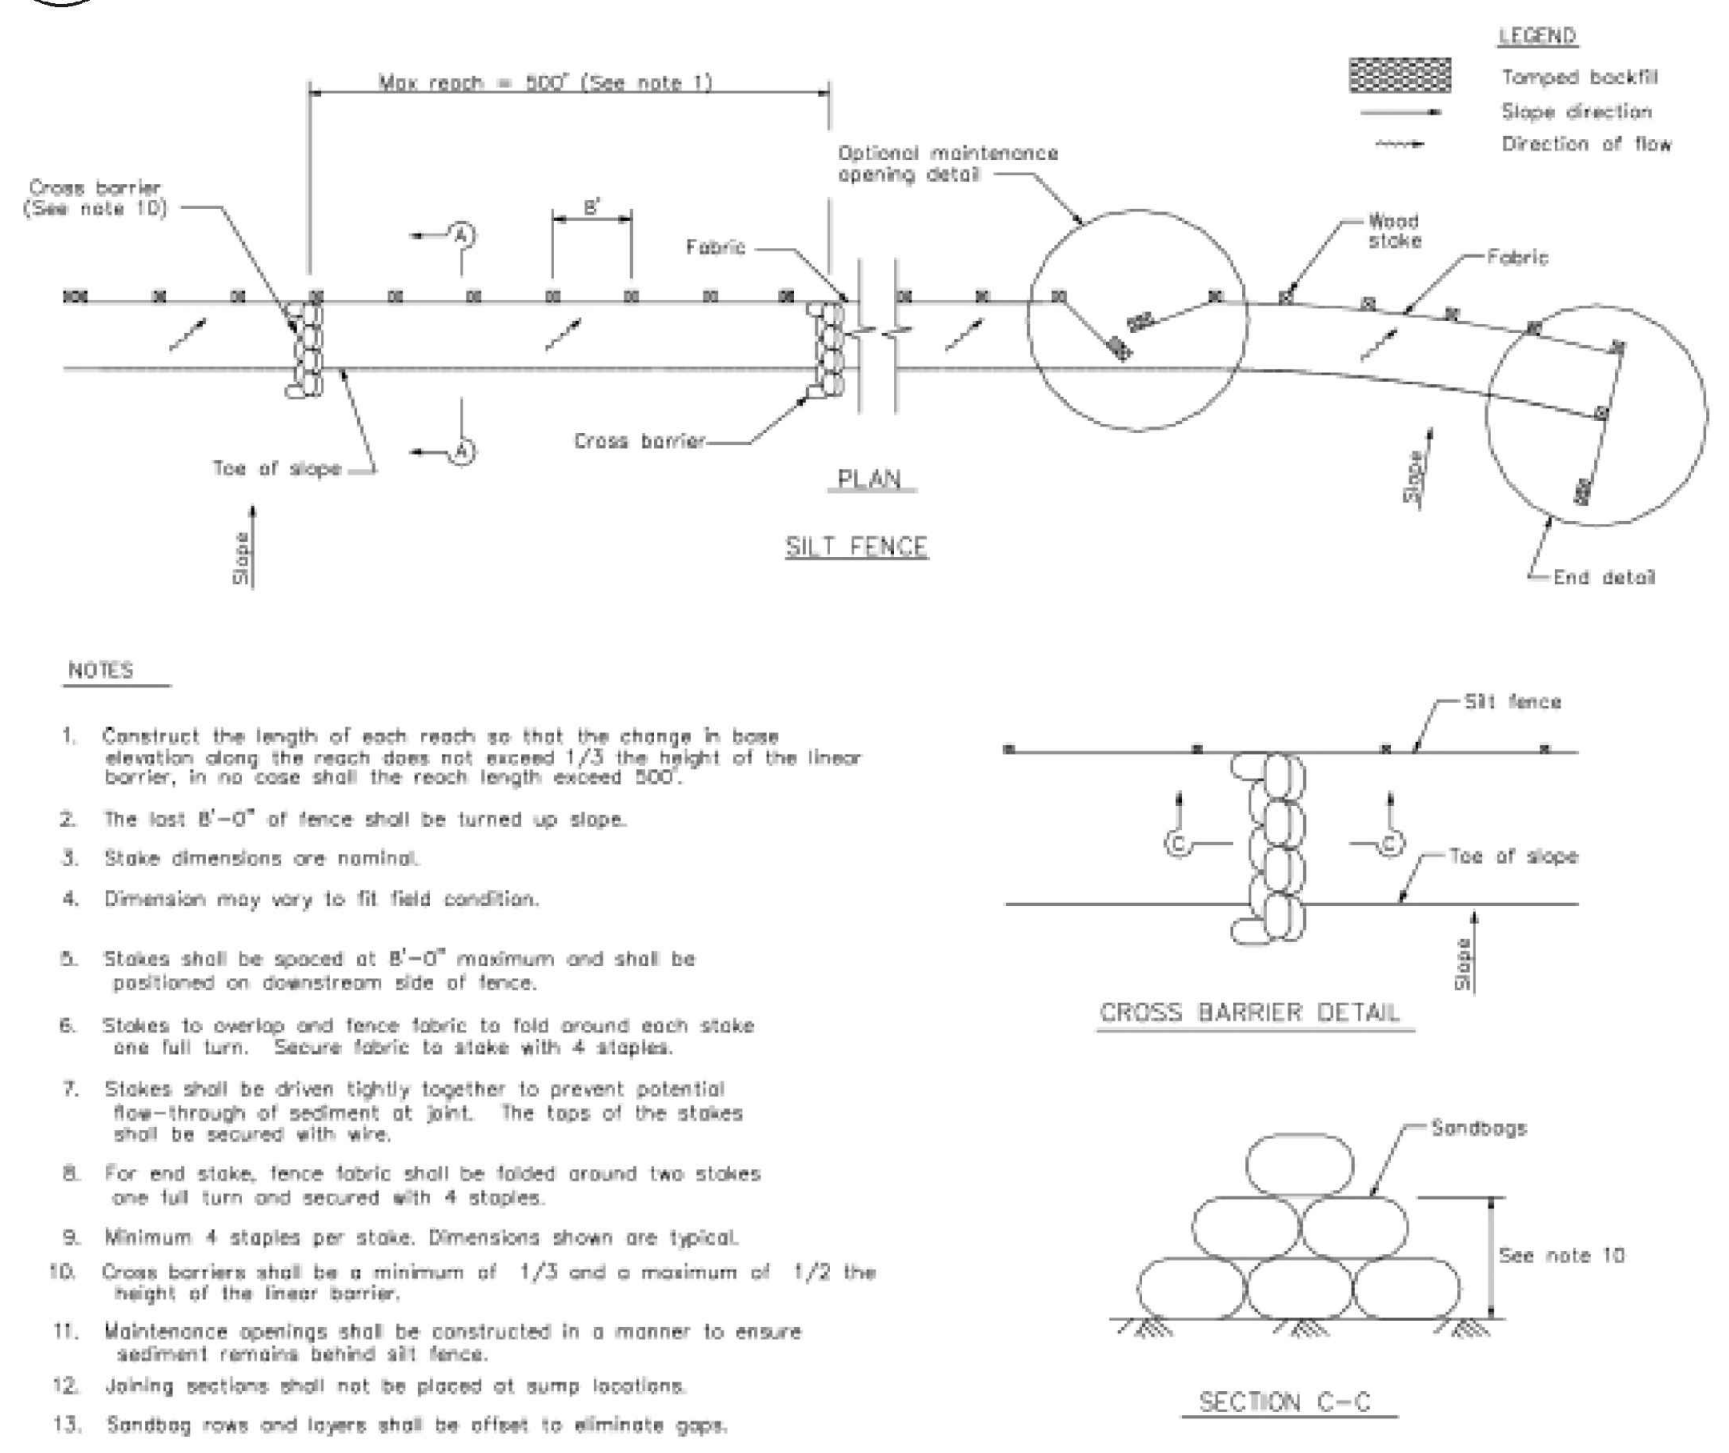 LEGEND
Tamped backfill
Slope direction
Direction of flow
Max reach = 500' (See note 1)
Optional maintenance
opening detail
Cross barrier
(See note 10)
A
8'
Fabric
Wood
stake
Fabric
Cross barrier
A
Toe of slope
PLAN
Slope
Slope
SILT FENCE
End detail
NOTES
1. Construct the length of each reach so that the change in base
elevation along the reach does not exceed 1/3 the height of the linear
barrier, in no case shall the reach length exceed 500'.
2. The last 8'-0" of fence shall be turned up slope.
3. Stake dimensions are nominal.
4. Dimension may vary to fit field condition.
5. Stakes shall be spaced at 8'-0" maximum and shall be
positioned on downstream side of fence.
6. Stakes to overlap and fence fabric to fold around each stake
one full turn. Secure fabric to stake with 4 staples.
7. Stakes shall be driven tightly together to prevent potential
flow-through of sediment at joint. The tops of the stakes
shall be secured with wire.
8. For end stake, fence fabric shall be folded around two stakes
one full turn and secured with 4 staples.
9. Minimum 4 staples per stake. Dimensions shown are typical.
10. Cross barriers shall be a minimum of 1/3 and a maximum of 1/2 the
height of the linear barrier.
11. Maintenance openings shall be constructed in a manner to ensure
sediment remains behind silt fence.
12. Joining sections shall not be placed at sump locations.
13. Sandbag rows and layers shall be offset to eliminate gaps.
Silt fence
C
C
Toe of slope
Slope
CROSS BARRIER DETAIL
Sandbags
See note 10
SECTION C-C